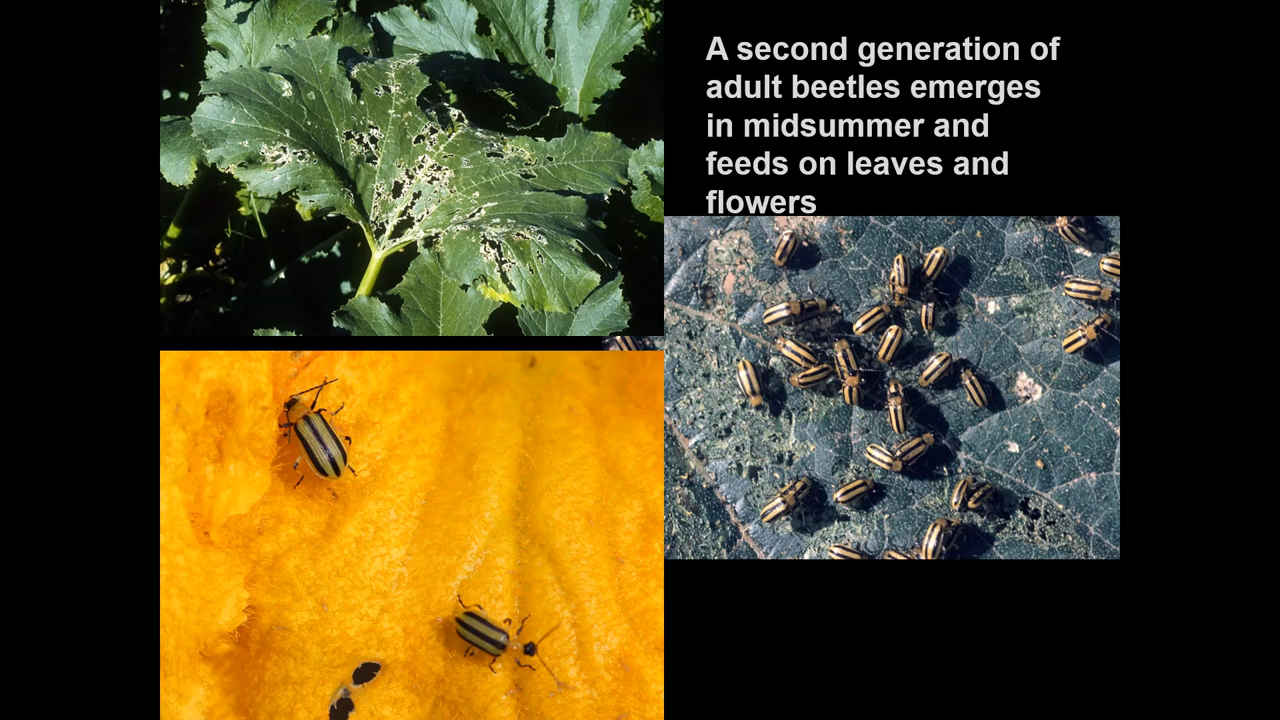 A second generation of
adult beetles emerges
in midsummer and
feeds on leaves and
flowers